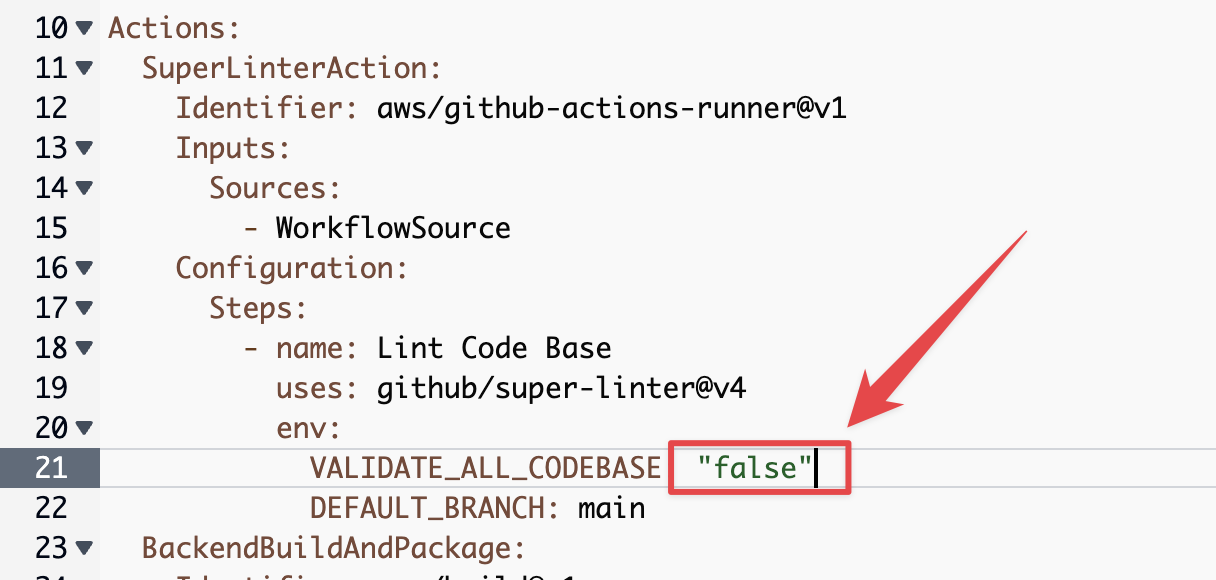 10 Actions:
11 SuperLinterAction:
12 Identifier: aws/github-actions-runner@v1
13 Inputs:
14 Sources:
15 - WorkflowSource
16 Configuration:
17 Steps:
18 - name: Lint Code Base
19 uses: github/super-linter@v4
20 env:
21 VALIDATE_ALL_CODEBASE "false"
22 DEFAULT_BRANCH: main
23 BackendBuildAndPackage: